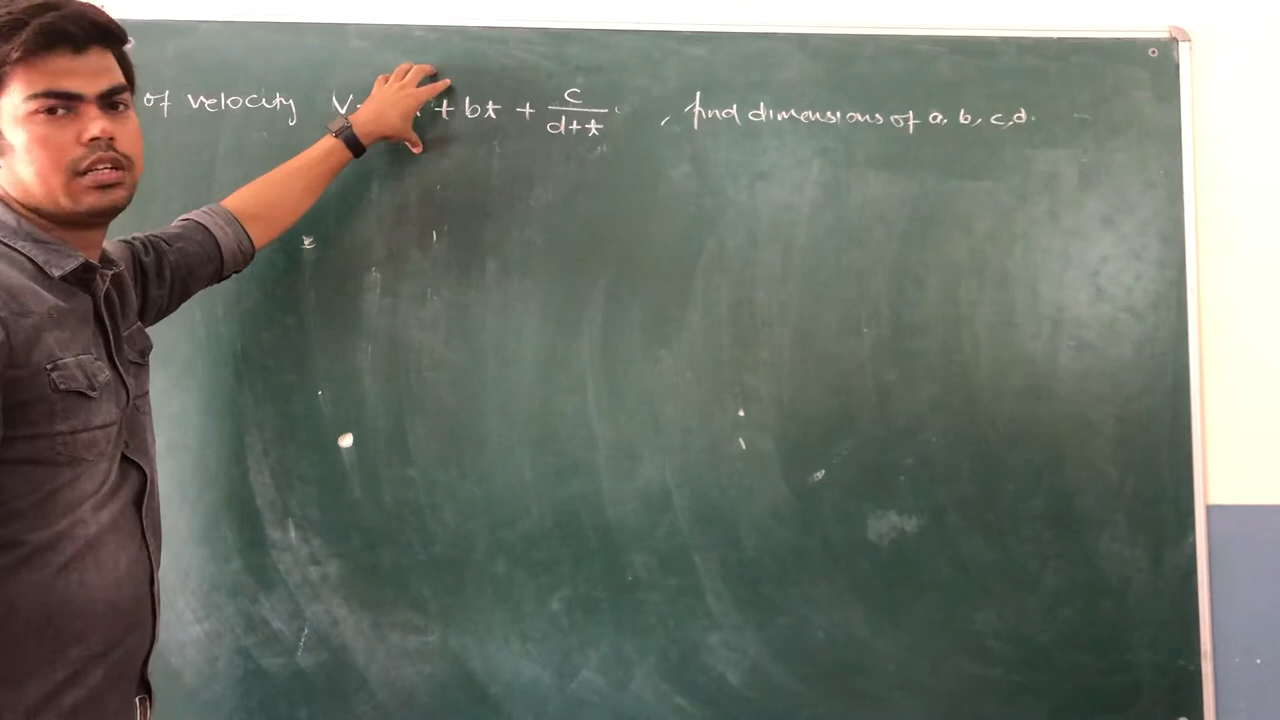 of velocity V + bt + c/(d+t) , find dimensions of a, b, c, d.